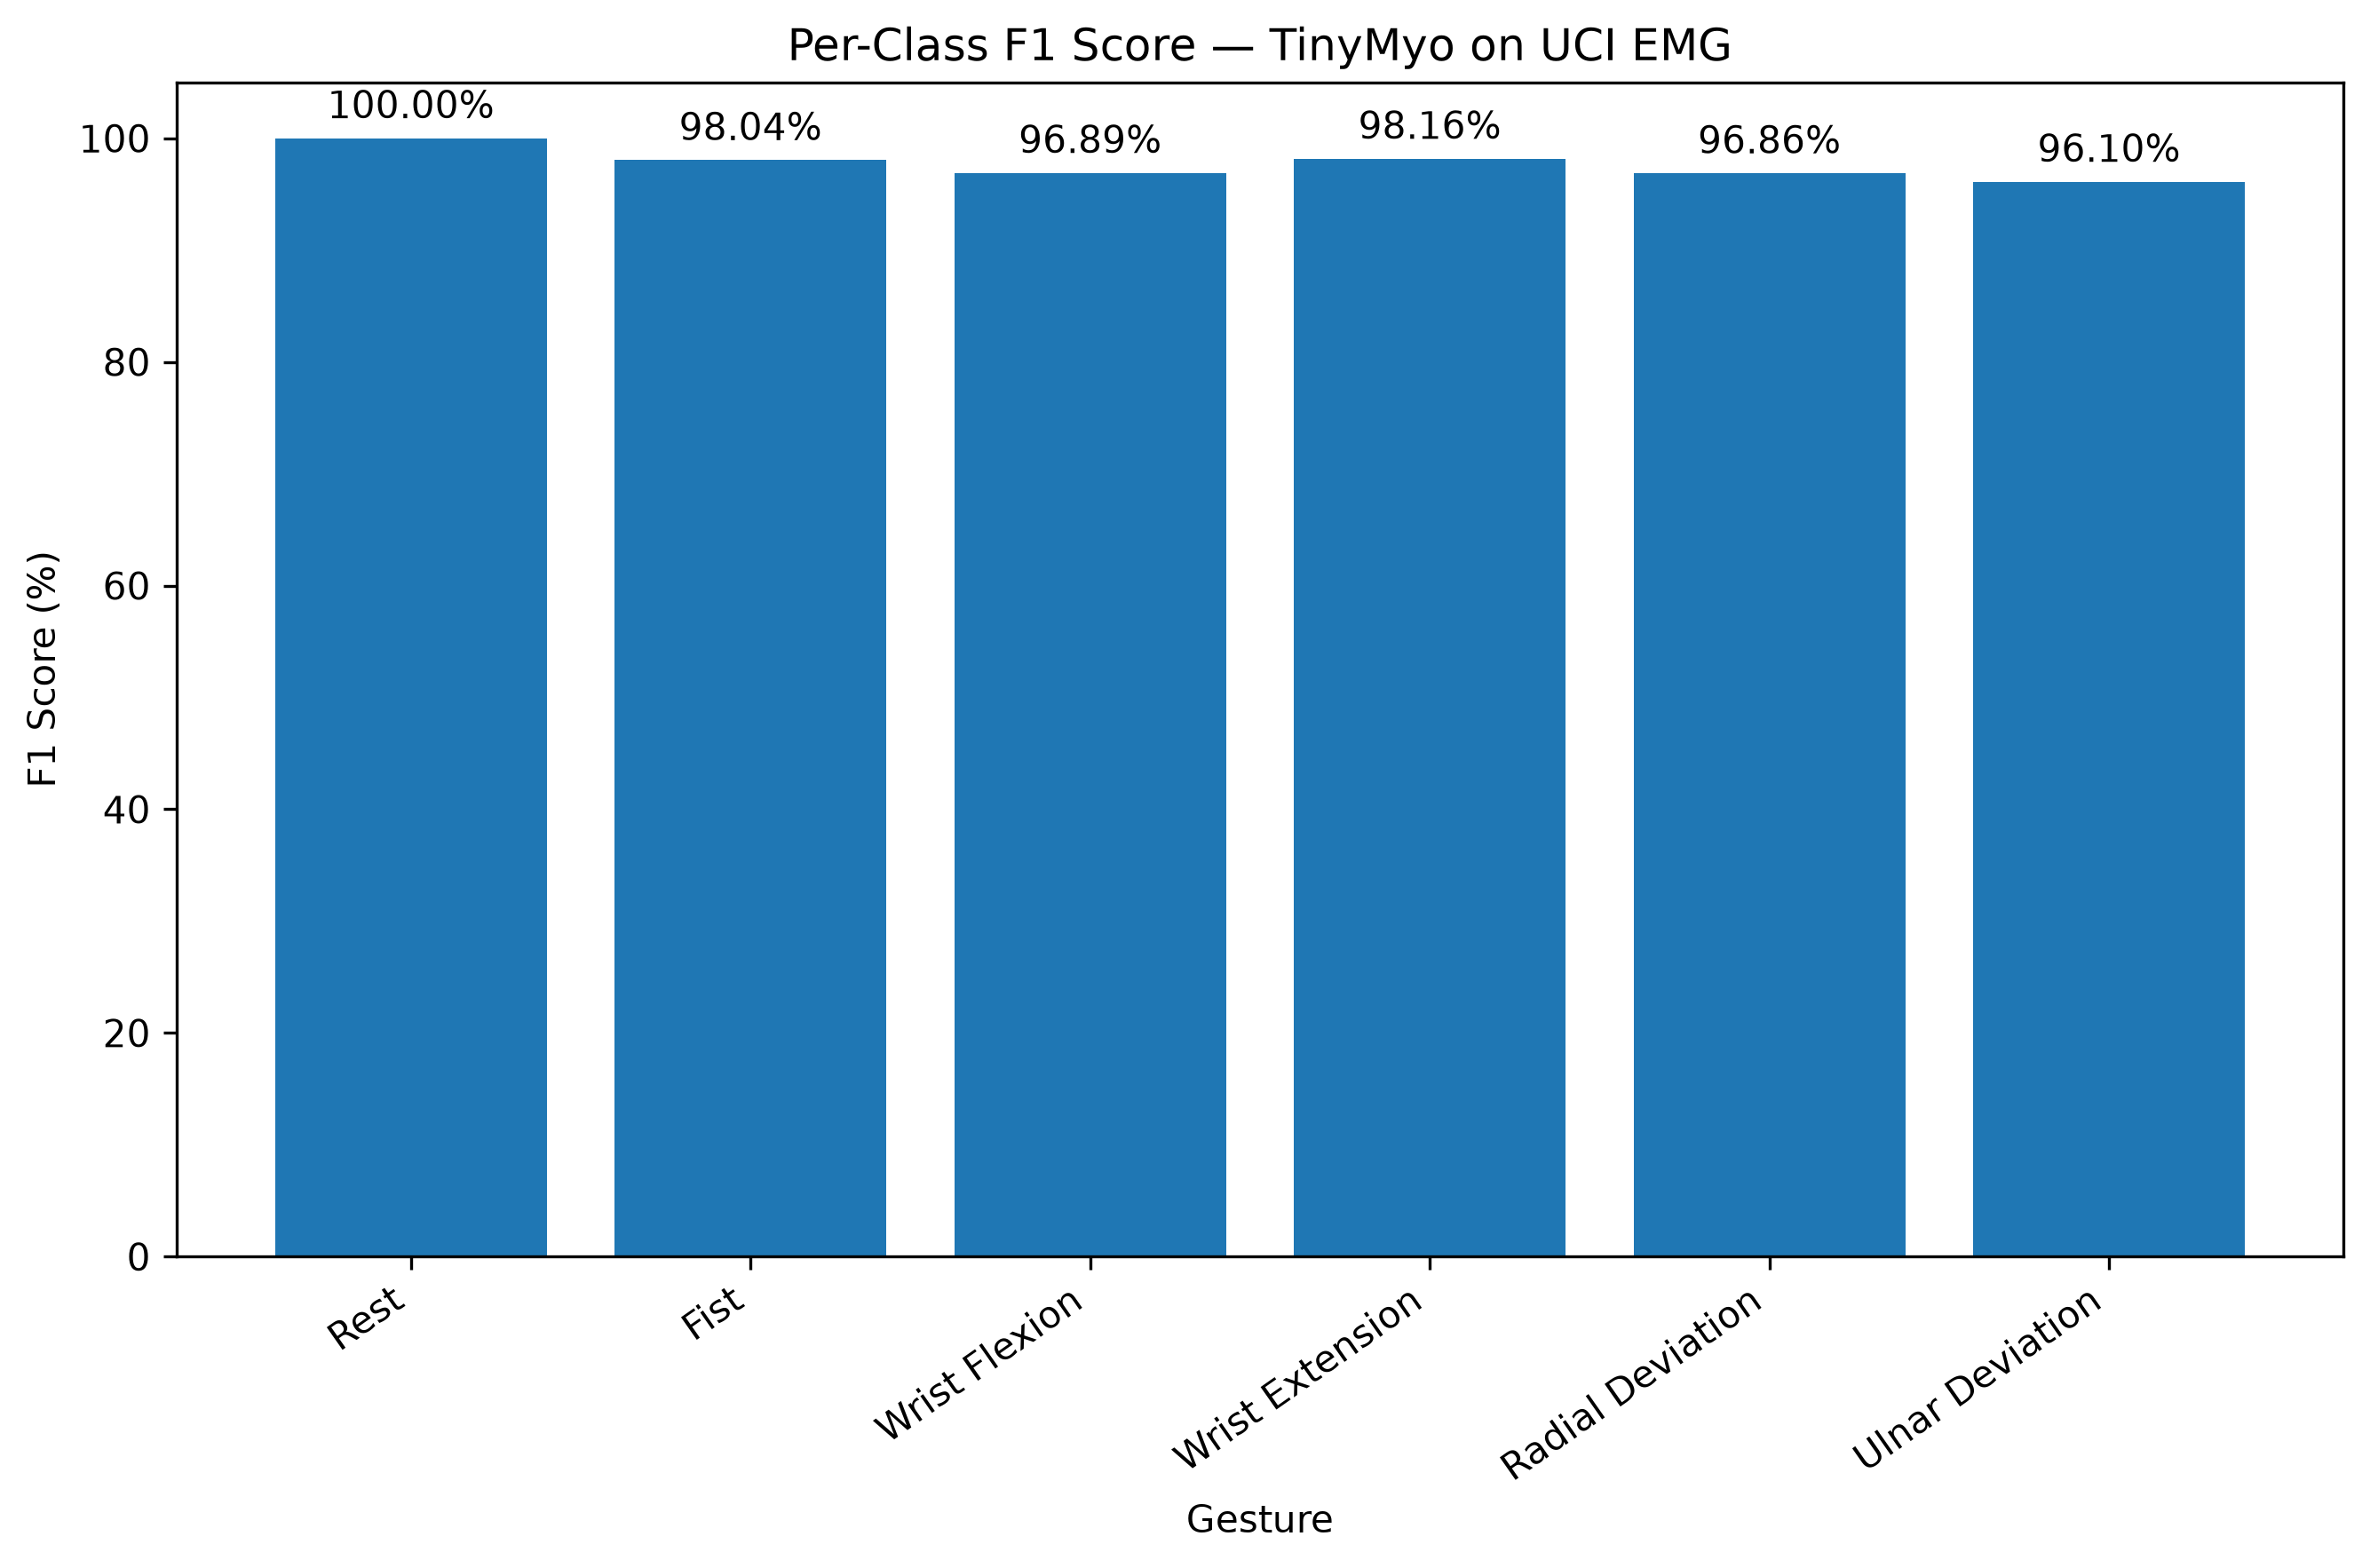 Per-Class F1 Score — TinyMyo on UCI EMG
100.00%
98.04%
96.89%
98.16%
96.86%
96.10%
100
80
60
40
20
0
F1 Score (%)
Rest
Fist
Wrist Flexion
Wrist Extension
Radial Deviation
Ulnar Deviation
Gesture